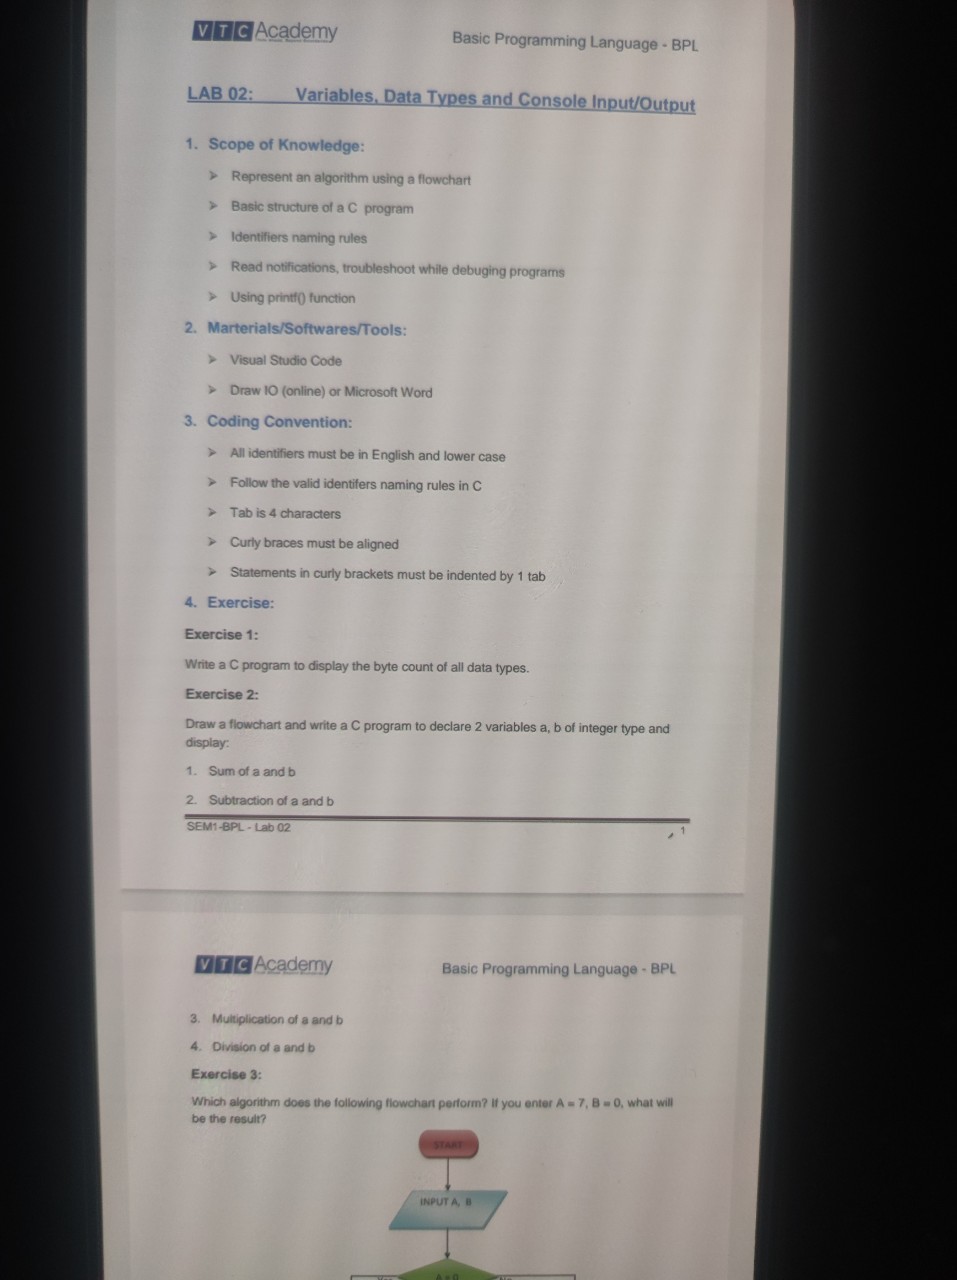 VTC Academy
Basic Programming Language - BPL
LAB 02: Variables, Data Types and Console Input/Output
1. Scope of Knowledge:
➢ Represent an algorithm using a flowchart
➢ Basic structure of a C program
➢ Identifiers naming rules
➢ Read notifications, troubleshoot while debuging programs
➢ Using printf() function
2. Marterials/Softwares/Tools:
➢ Visual Studio Code
➢ Draw IO (online) or Microsoft Word
3. Coding Convention:
➢ All identifiers must be in English and lower case
➢ Follow the valid identifers naming rules in C
➢ Tab is 4 characters
➢ Curly braces must be aligned
➢ Statements in curly brackets must be indented by 1 tab
4. Exercise:
Exercise 1:
Write a C program to display the byte count of all data types.
Exercise 2:
Draw a flowchart and write a C program to declare 2 variables a, b of integer type and
display:
1. Sum of a and b
2. Subtraction of a and b
SEM1-BPL - Lab 02 1
VTC Academy
Basic Programming Language - BPL
3. Multiplication of a and b
4. Division of a and b
Exercise 3:
Which algorithm does the following flowchart perform? If you enter A = 7, B = 0, what will
be the result?
START
INPUT A, B